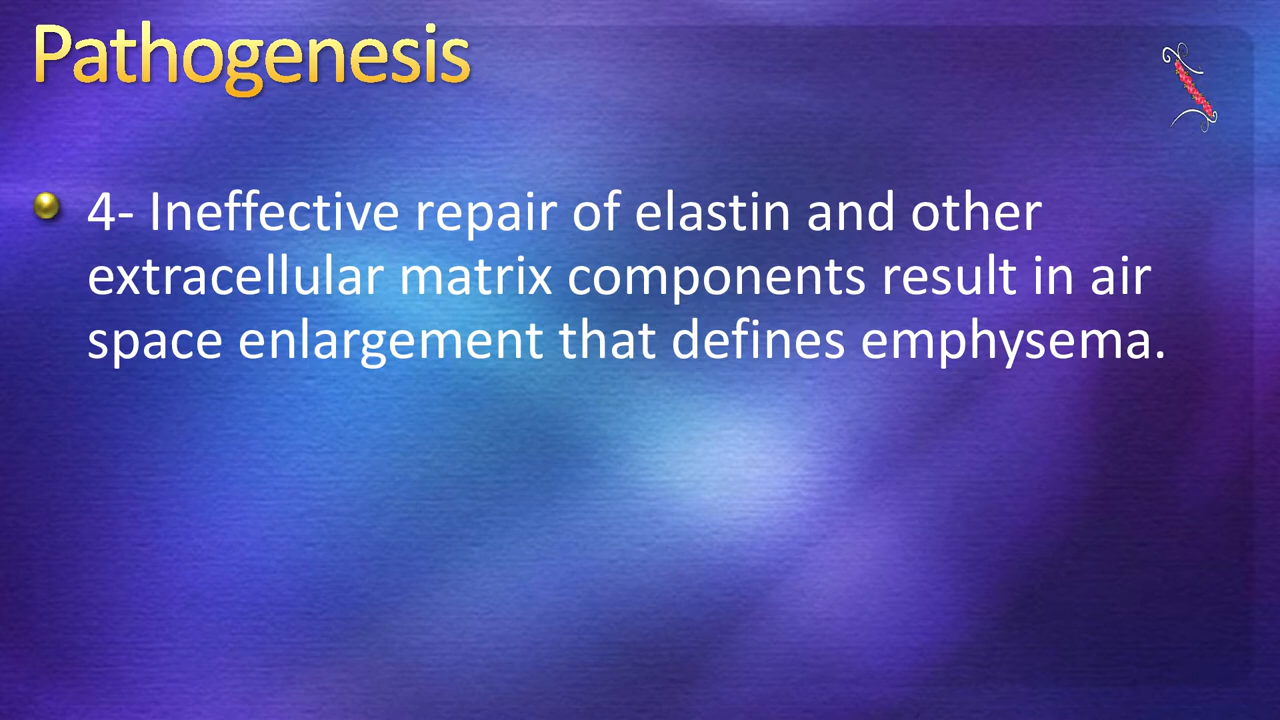 Pathogenesis
4- Ineffective repair of elastin and other
extracellular matrix components result in air
space enlargement that defines emphysema.